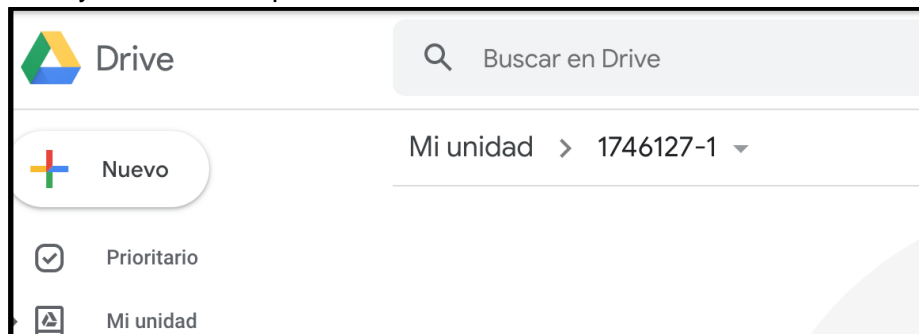 Drive
Buscar en Drive
Mi unidad > 1746127-1
Nuevo
Prioritario
Mi unidad